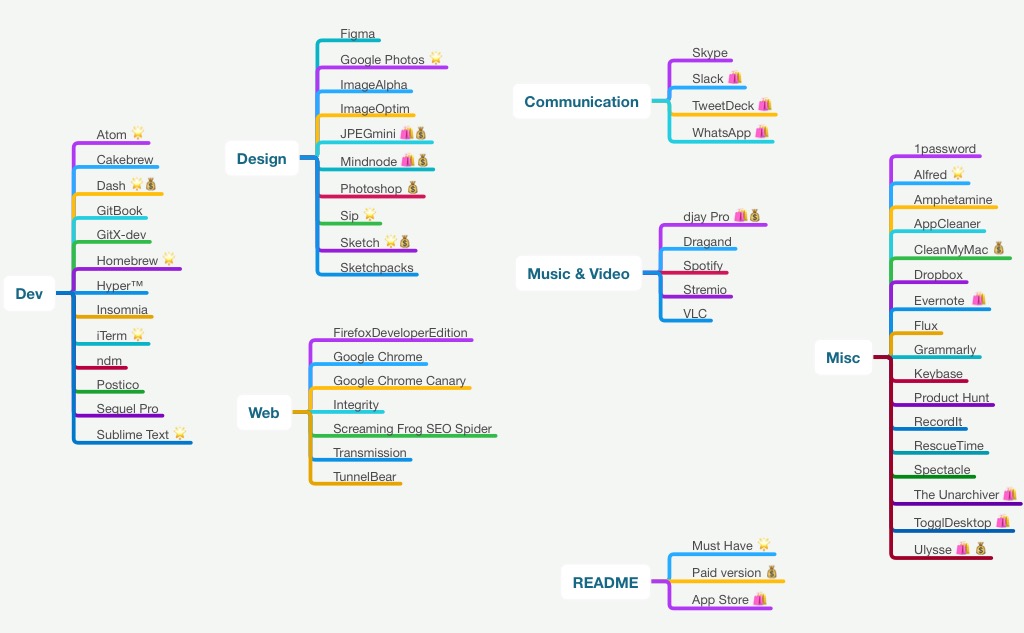 Dev
Atom 🌟
Cakebrew
Dash 🌟💰
GitBook
GitX-dev
Homebrew 🌟
Hyper™
Insomnia
iTerm 🌟
ndm
Postico
Sequel Pro
Sublime Text 🌟
Design
Figma
Google Photos 🌟
ImageAlpha
ImageOptim
JPEGmini 🛍💰
Mindnode 🛍💰
Photoshop 💰
Sip 🌟
Sketch 🌟💰
Sketchpacks
Web
FirefoxDeveloperEdition
Google Chrome
Google Chrome Canary
Integrity
Screaming Frog SEO Spider
Transmission
TunnelBear
Communication
Skype
Slack 🛍
TweetDeck 🛍
WhatsApp 🛍
Music & Video
djay Pro 🛍💰
Dragand
Spotify
Stremio
VLC
README
Must Have 🌟
Paid version 💰
App Store 🛍
Misc
1password
Alfred 🌟
Amphetamine
AppCleaner
CleanMyMac 💰
Dropbox
Evernote 🛍
Flux
Grammarly
Keybase
Product Hunt
RecordIt
RescueTime
Spectacle
The Unarchiver 🛍
TogglDesktop 🛍
Ulysse 🛍 💰